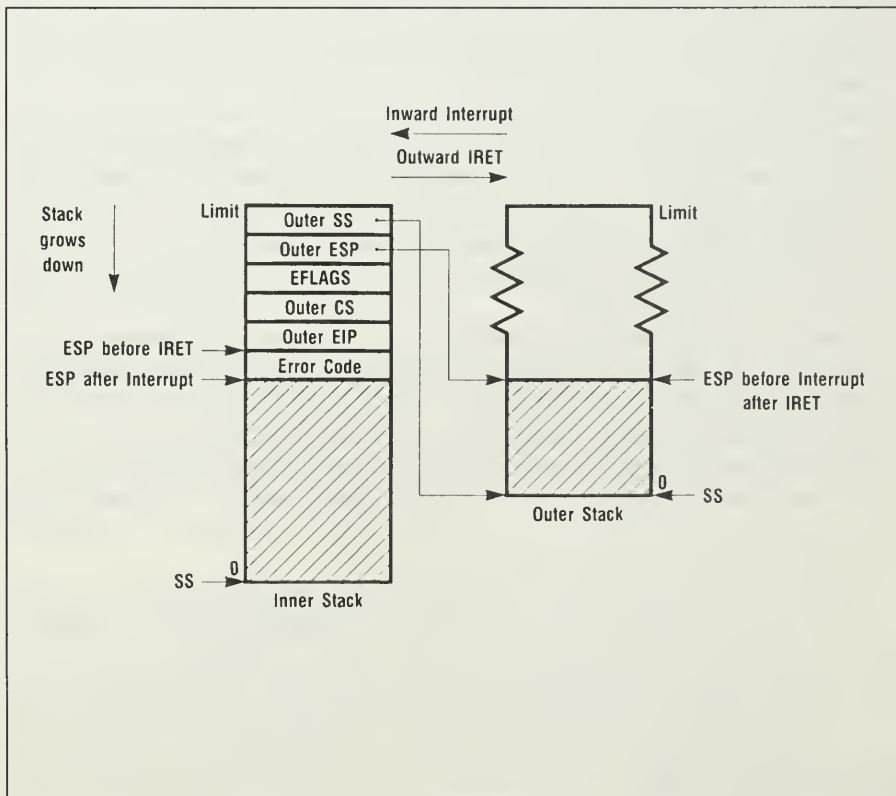 Inward Interrupt
Outward IRET
Stack
grows
down
Limit
Outer SS
Outer ESP
EFLAGS
Outer CS
Outer EIP
Error Code
ESP before IRET
ESP after Interrupt
0
SS
Inner Stack
Limit
ESP before Interrupt
after IRET
0
SS
Outer Stack